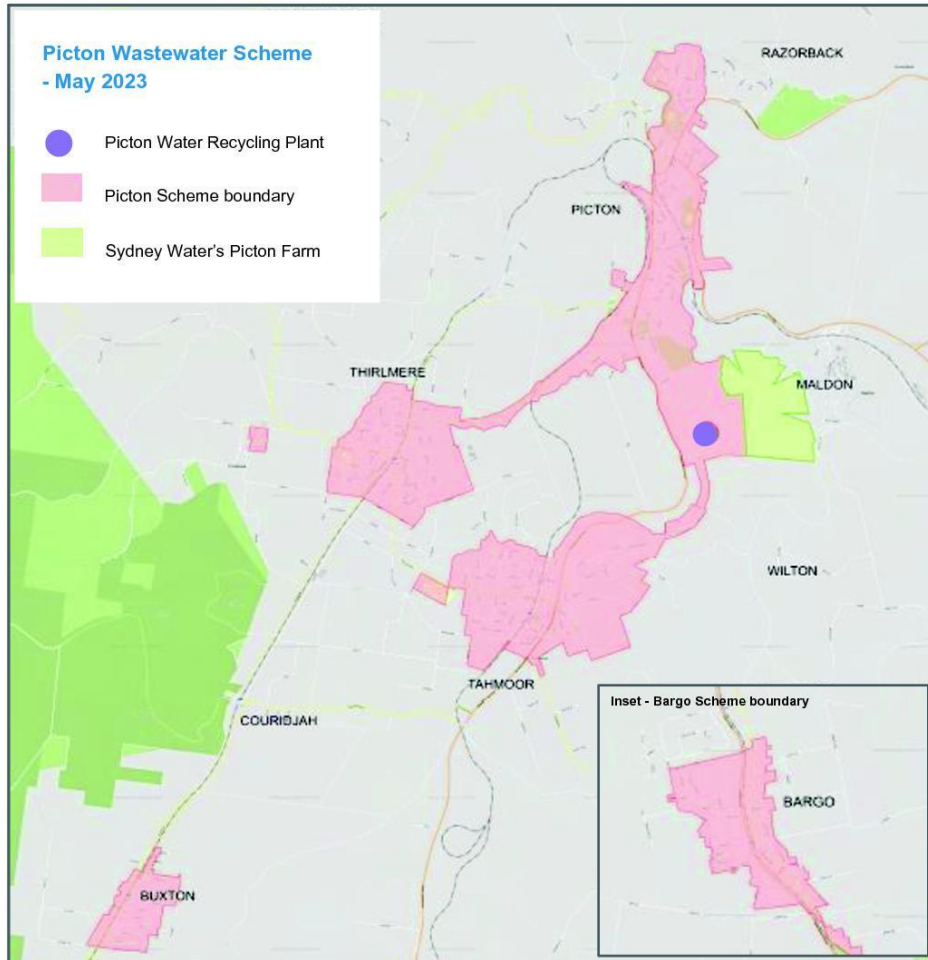 Picton Wastewater Scheme
- May 2023
Picton Water Recycling Plant
Picton Scheme boundary
Sydney Water's Picton Farm
RAZORBACK
PICTON
THIRLMERE
MALDON
WILTON
TAHMOOR
COURIDJAH
BUXTON
Inset - Bargo Scheme boundary
BARGO